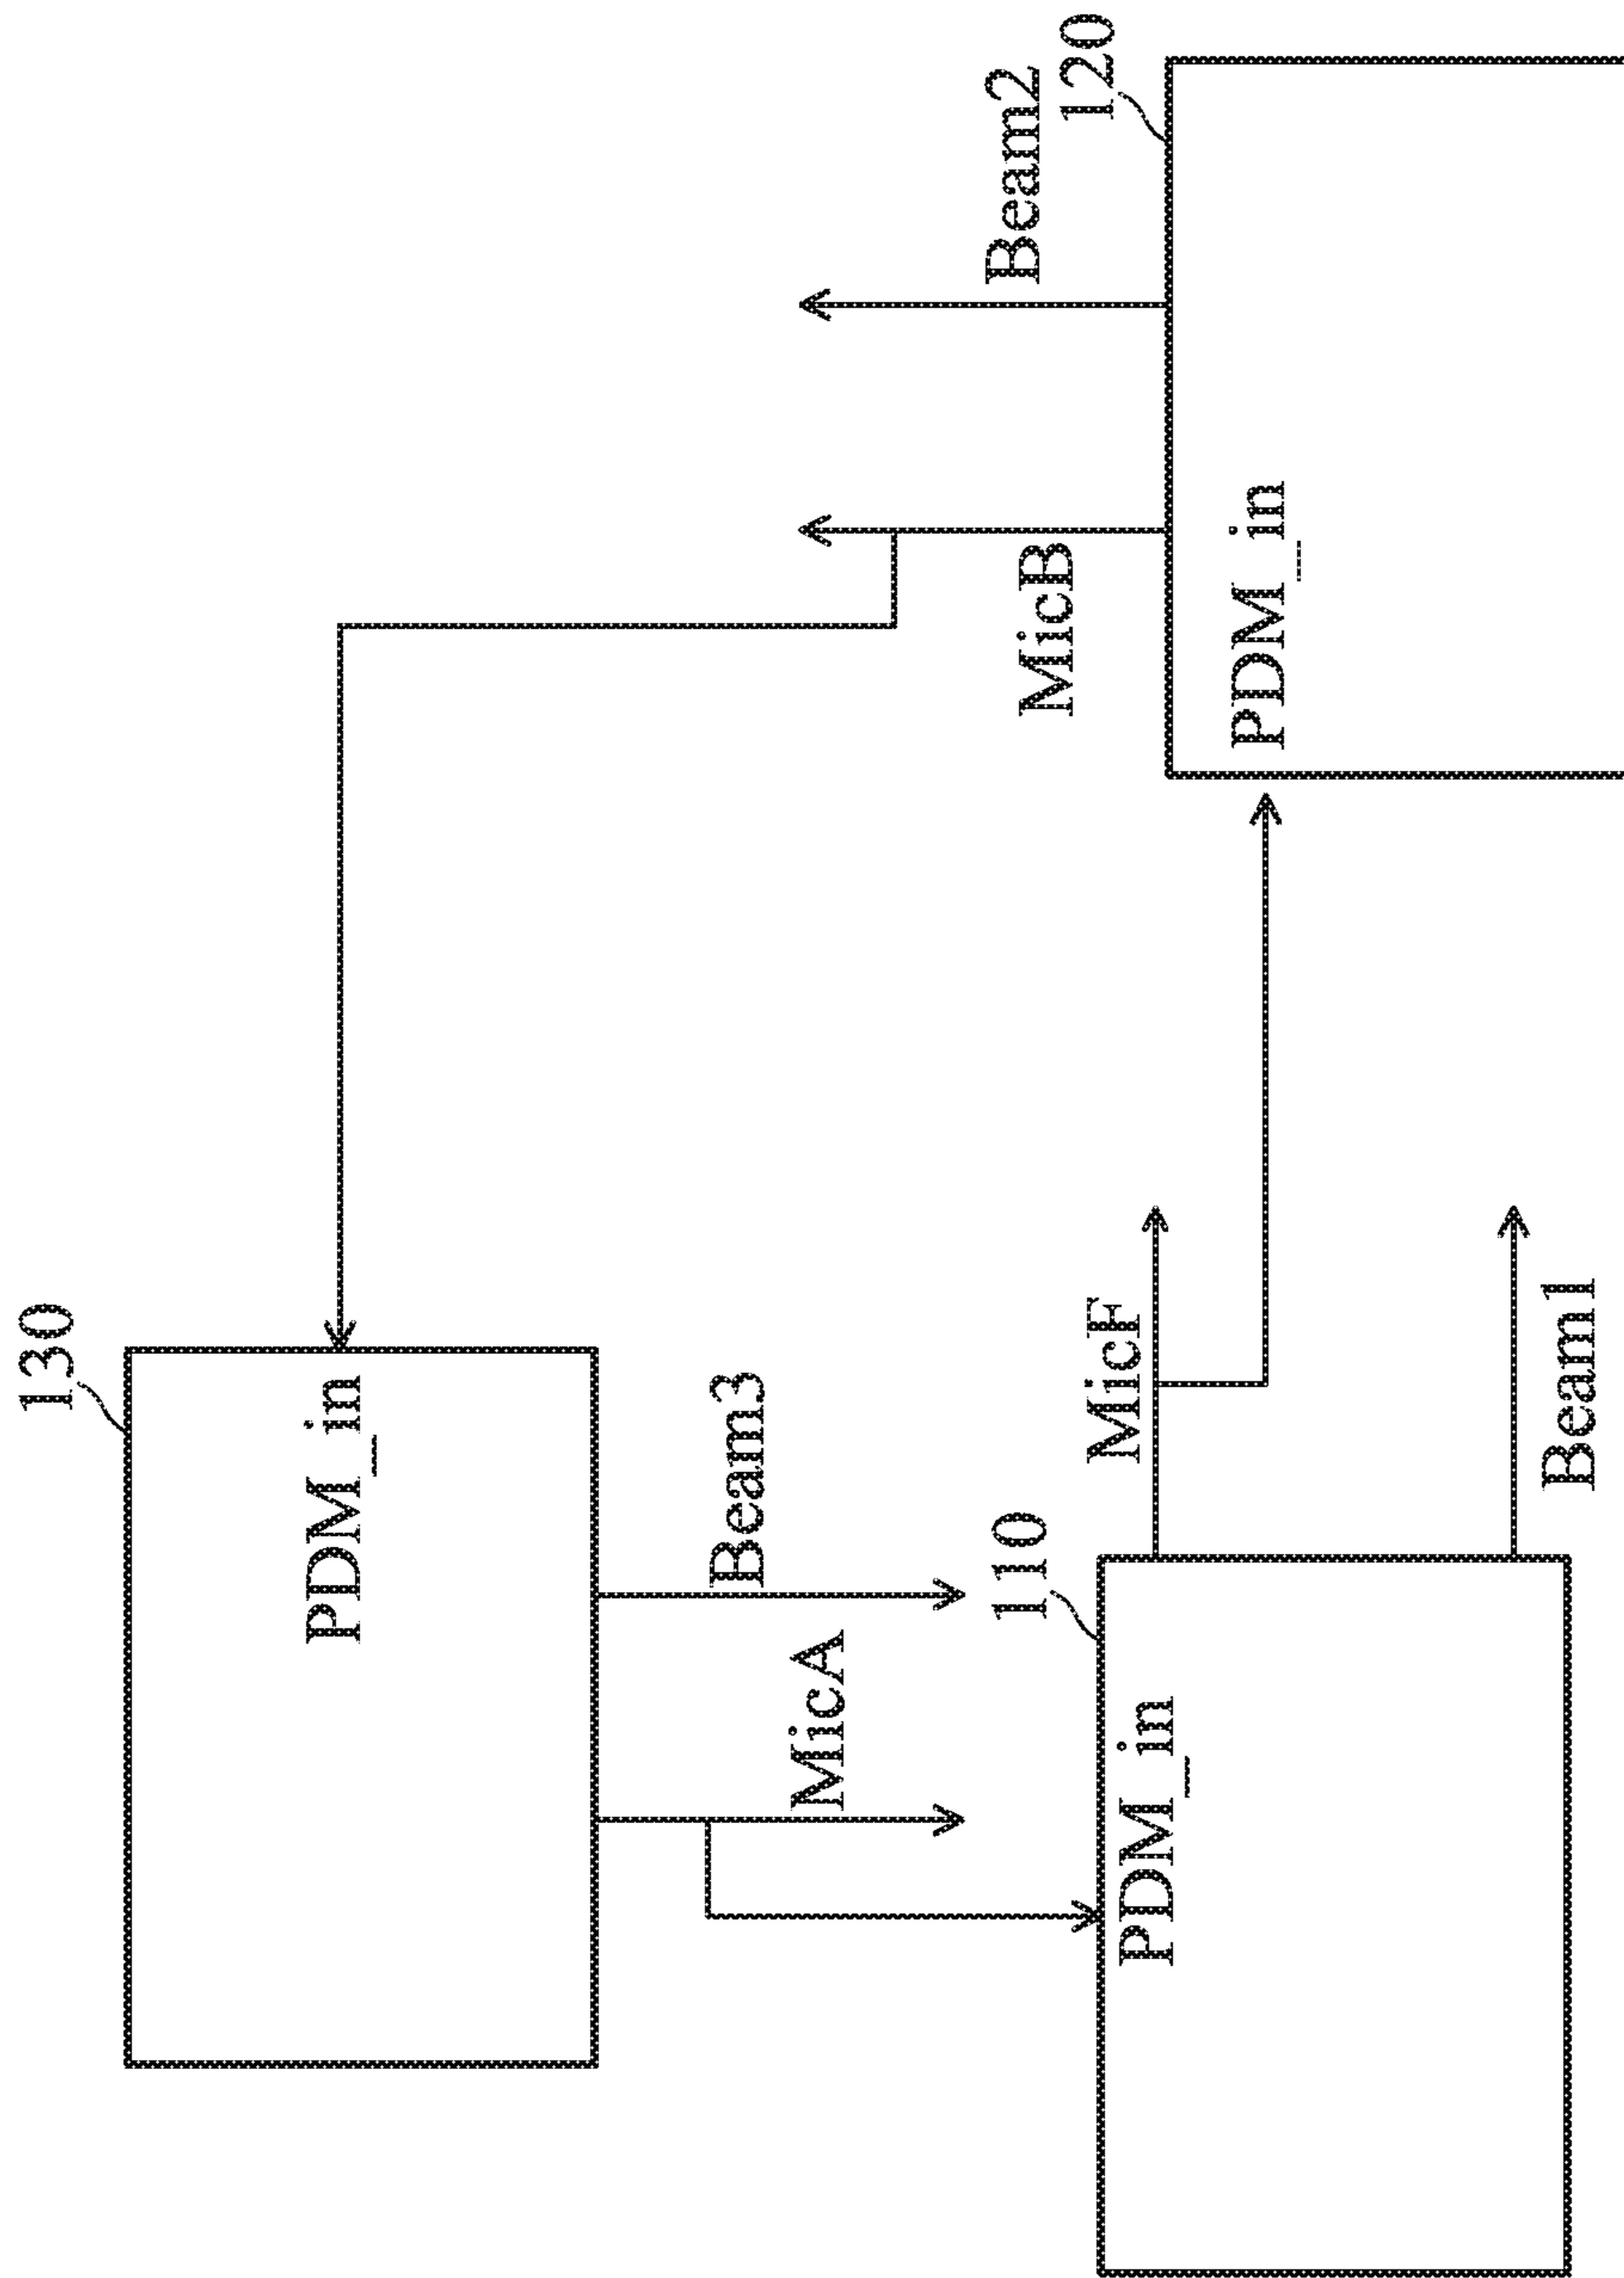 130
PDM_in
Beam3
MicA
110
PDM_in
MicF
Beam1
Beam2
120
MicB
PDM_in